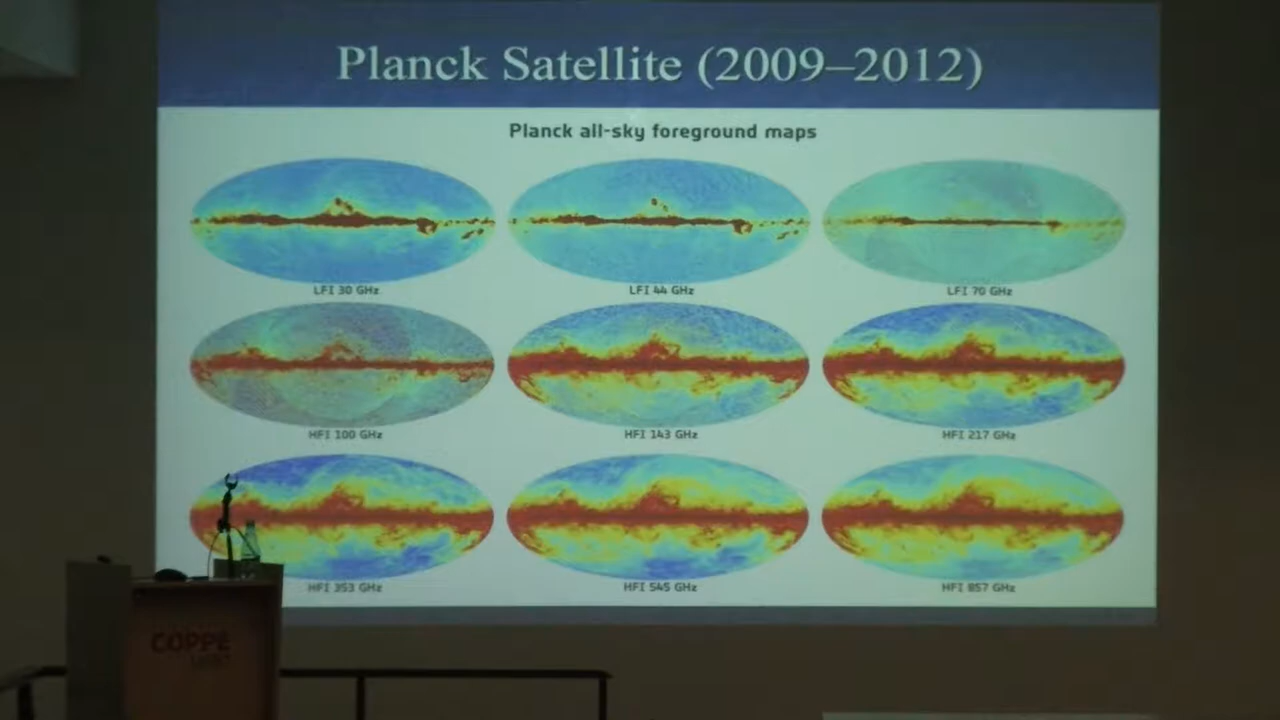 Planck Satellite (2009–2012)
Planck all-sky foreground maps
LFI 30 GHz
LFI 44 GHz
LFI 70 GHz
HFI 100 GHz
HFI 143 GHz
HFI 217 GHz
HFI 353 GHz
HFI 545 GHz
HFI 857 GHz
COPPE